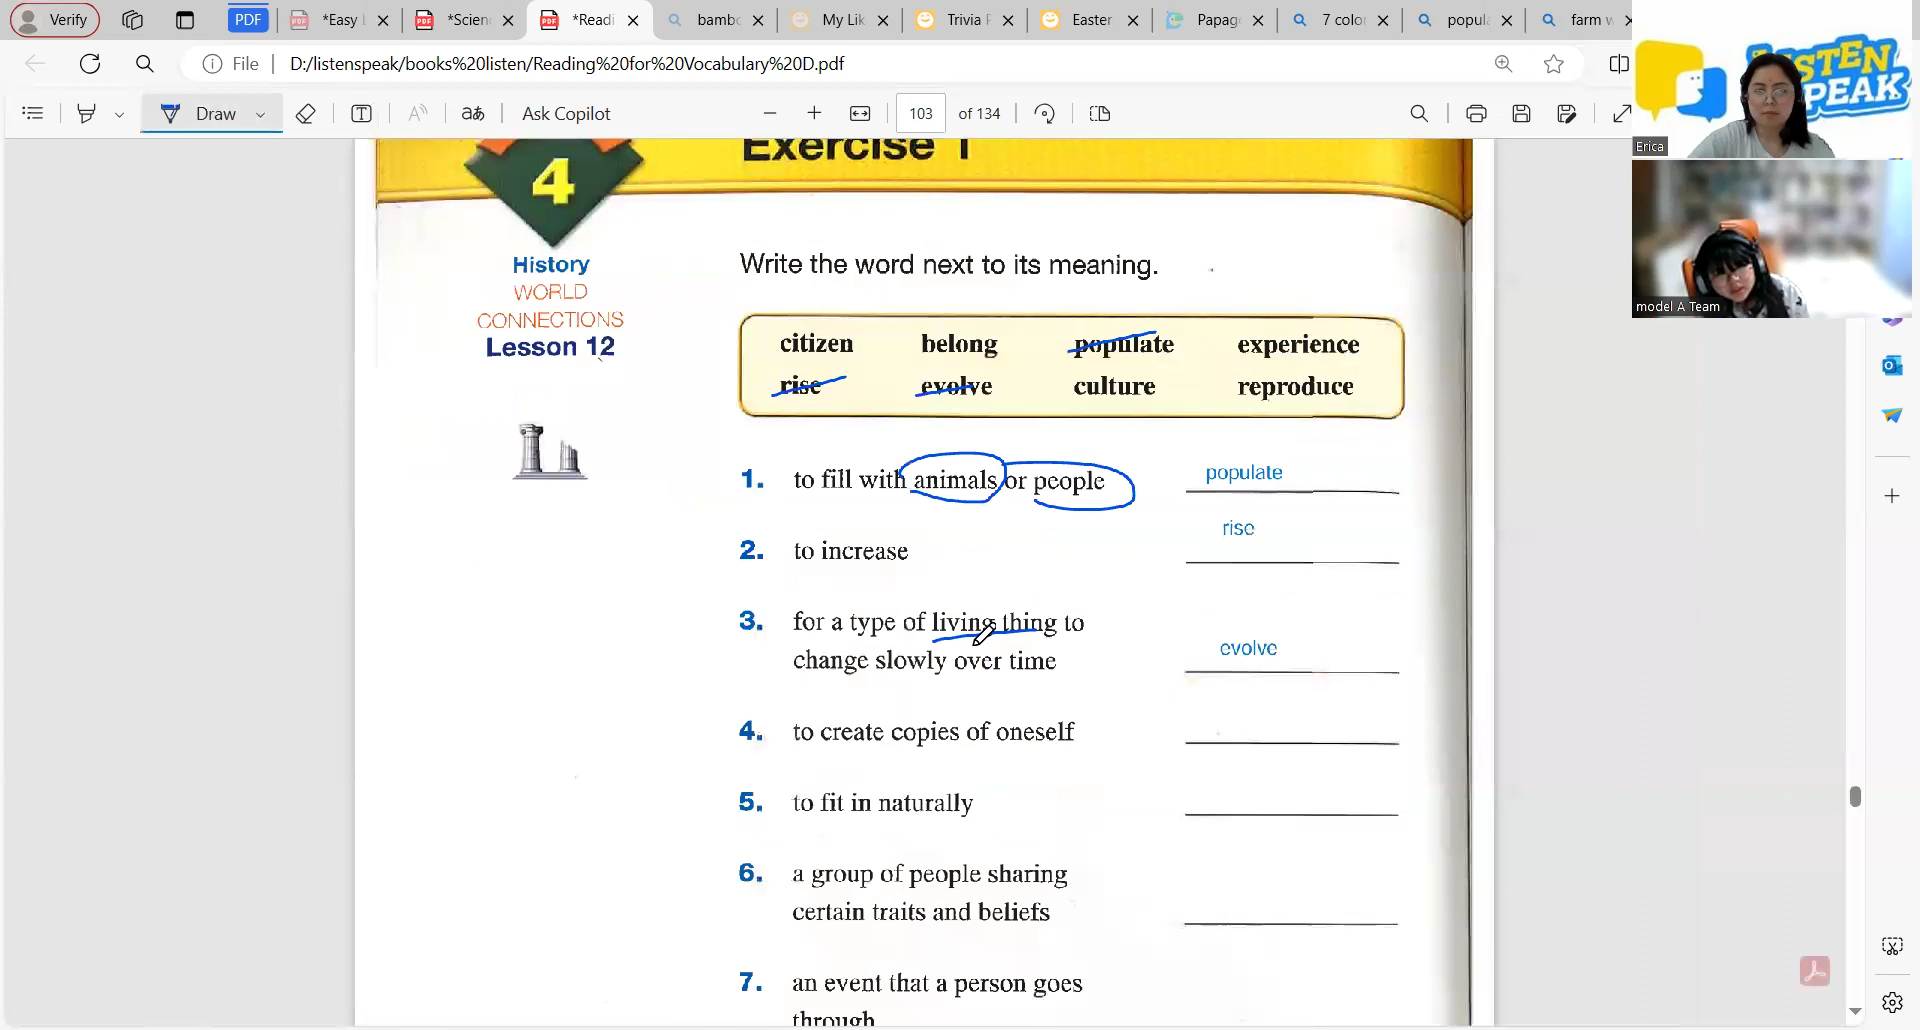 Verify
PDF
*Easy L
*Scien
*Readi
bambo
My Lik
Trivia
Easter
Papag
7 color
popula
farm w
File
D:/listenspeak/books%20listen/Reading%20for%20Vocabulary%20D.pdf
Draw
aあ
Ask Copilot
103 of 134
LISTEN
SPEAK
Erica
model A Team
4
Exercise 1
History
WORLD
CONNECTIONS
Lesson 12
Write the word next to its meaning.
citizen belong populate experience
rise evolve culture reproduce
1. to fill with animals or people populate
2. to increase rise
3. for a type of living thing to
change slowly over time evolve
4. to create copies of oneself
5. to fit in naturally
6. a group of people sharing
certain traits and beliefs
7. an event that a person goes
through